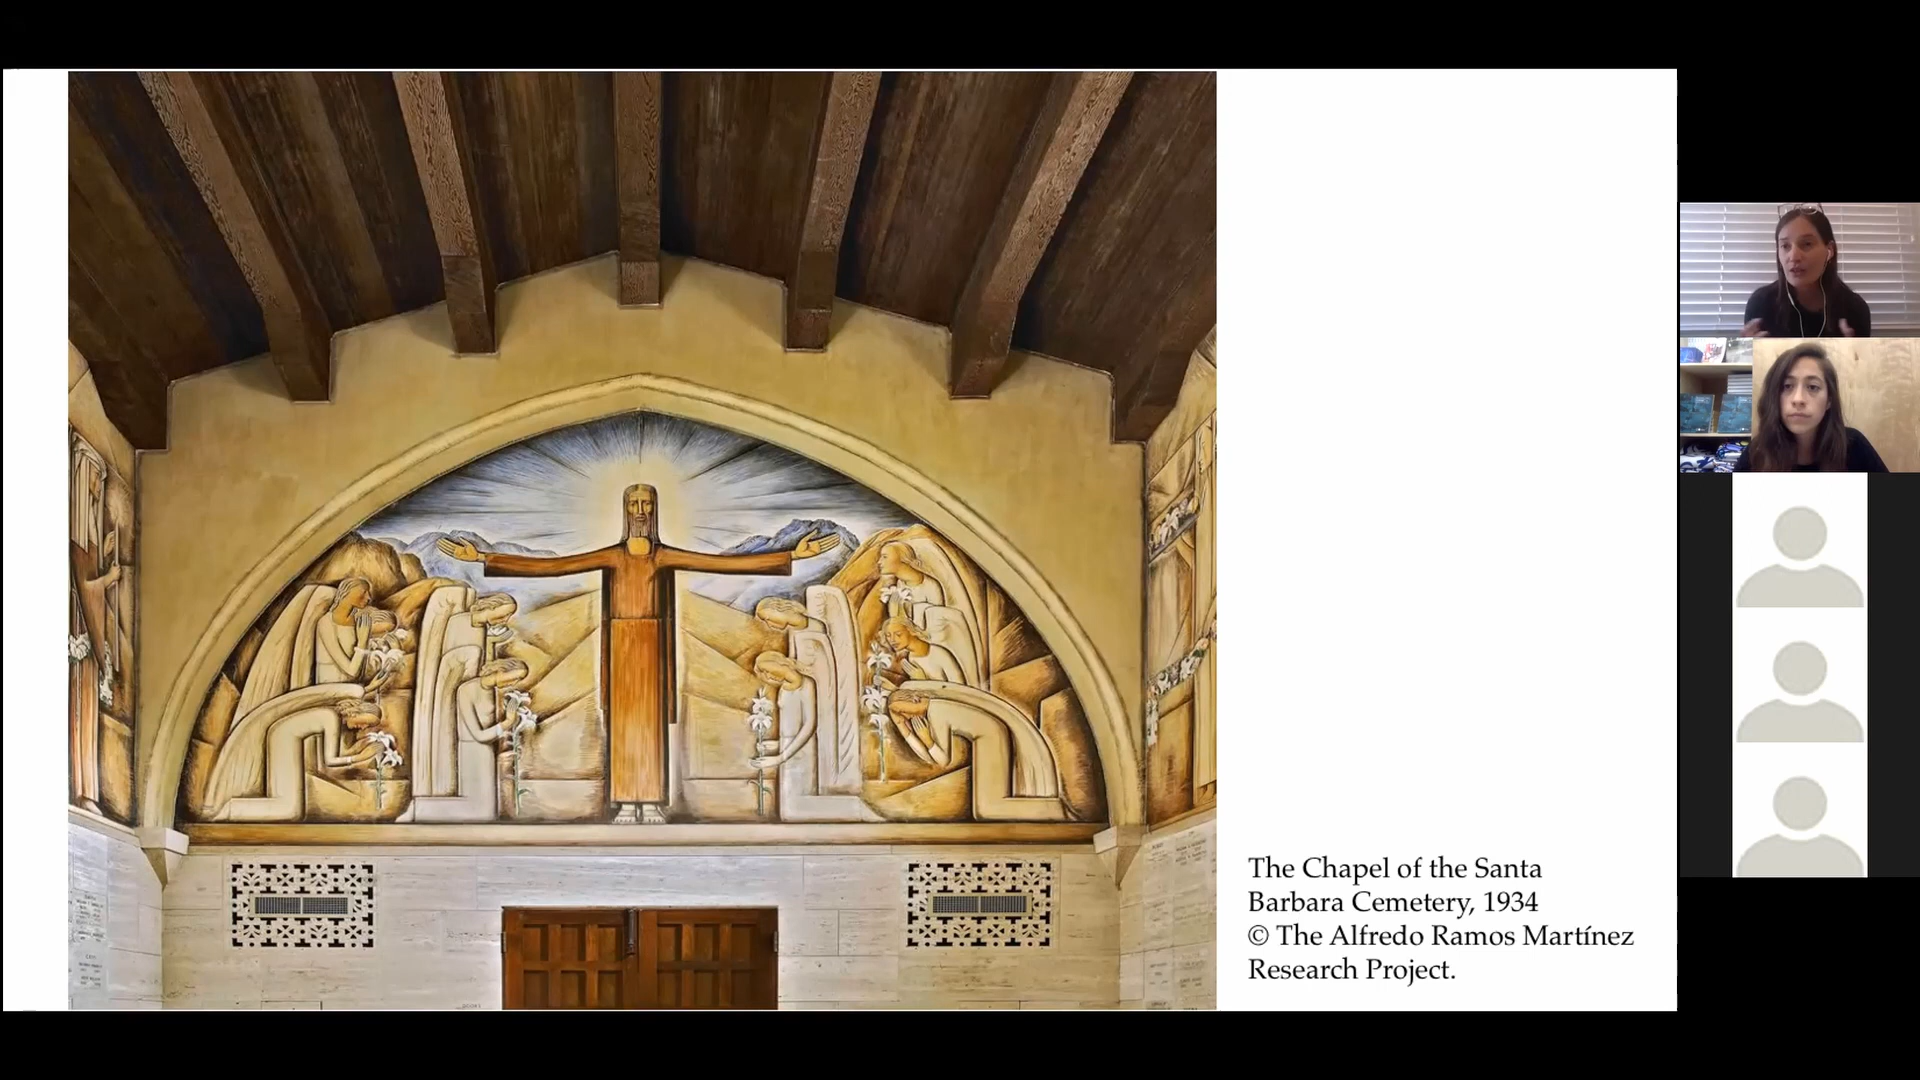 The Chapel of the Santa
Barbara Cemetery, 1934
© The Alfredo Ramos Martínez
Research Project.